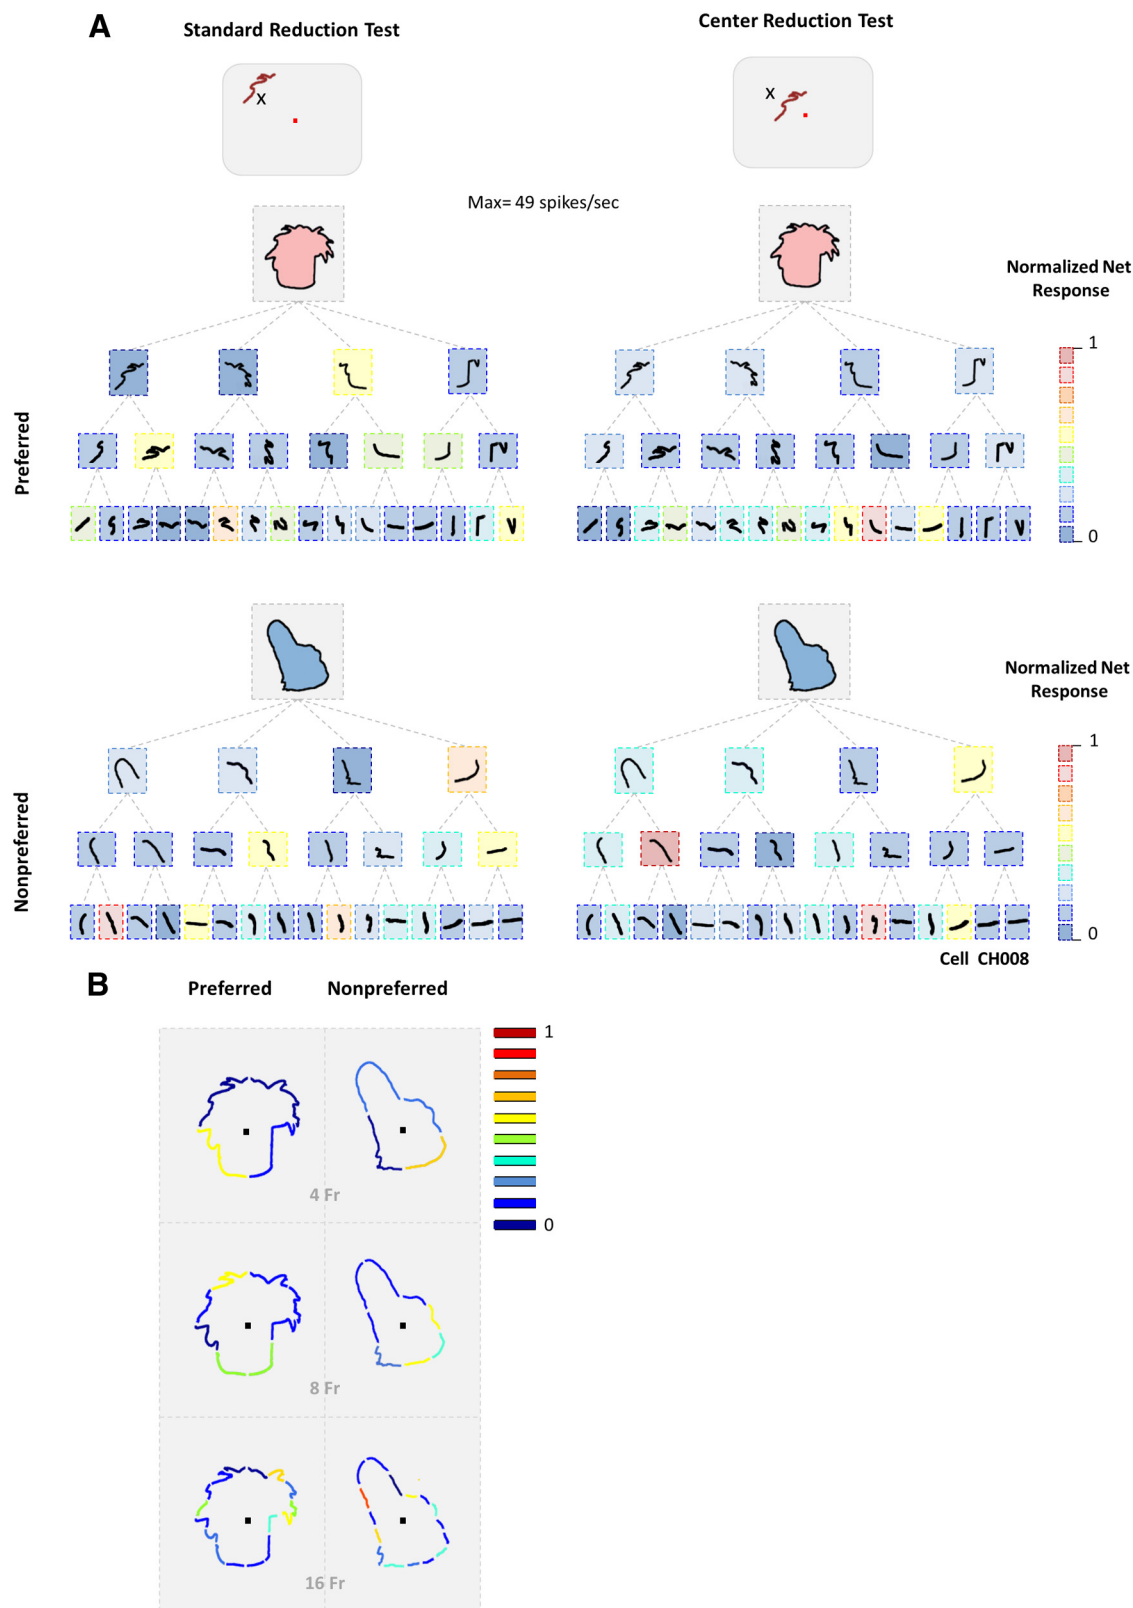 A
Standard Reduction Test
Center Reduction Test
x
x
Max= 49 spikes/sec
Normalized Net
Response
1
0
Preferred
Normalized Net
Response
1
0
Nonpreferred
Cell CH008
B
Preferred
Nonpreferred
1
0
4 Fr
8 Fr
16 Fr